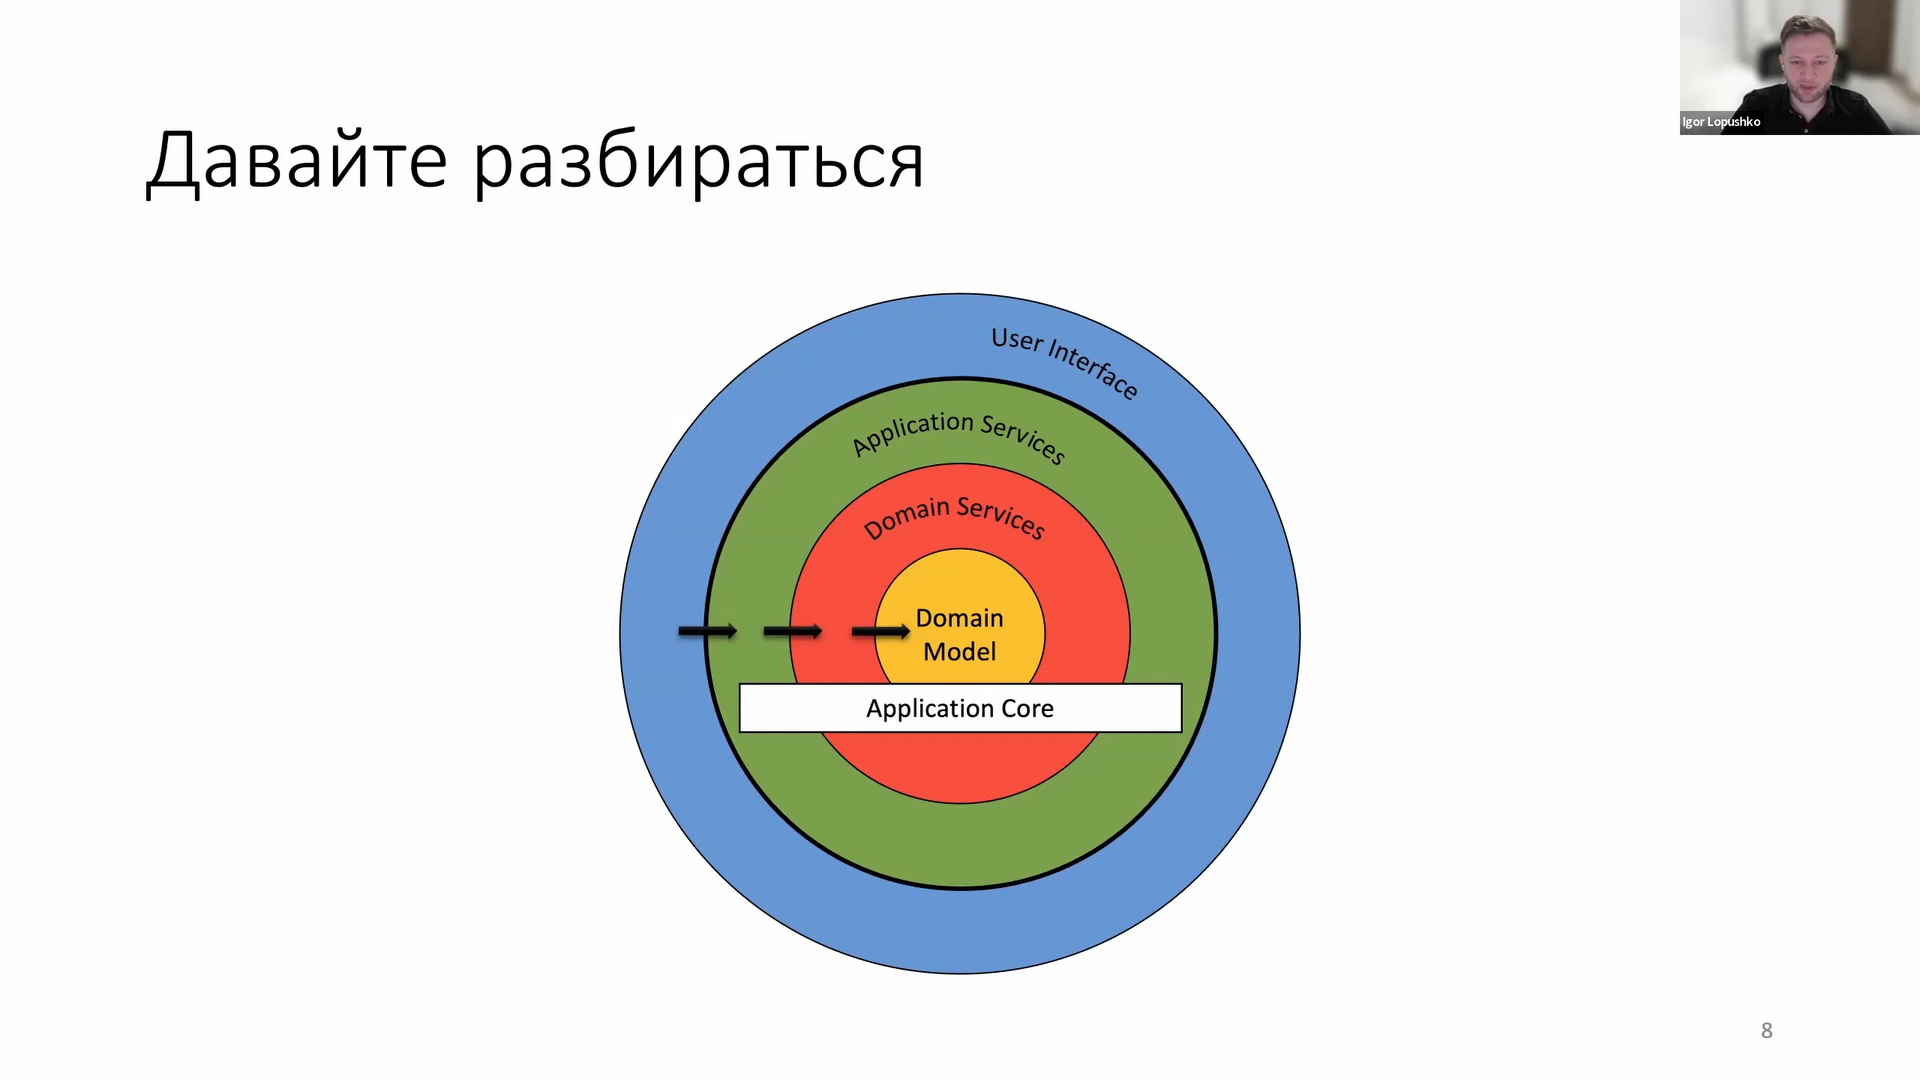 Igor Lopushko
Давайте разбираться
User Interface
Application Services
Domain Services
Domain
Model
Application Core
8